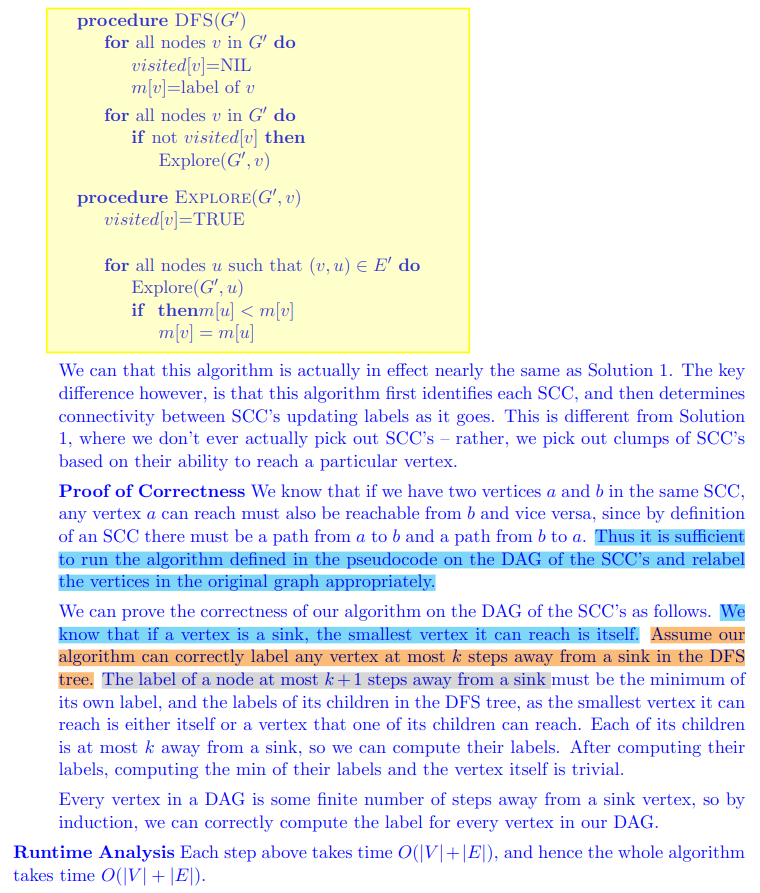 procedure DFS(G′)
for all nodes v in G′ do
visited[v]=NIL
m[v]=label of v
for all nodes v in G′ do
if not visited[v] then
Explore(G′, v)
procedure EXPLORE(G′, v)
visited[v]=TRUE
for all nodes u such that (v, u) ∈ E′ do
Explore(G′, u)
if thenm[u] < m[v]
m[v] = m[u]
We can that this algorithm is actually in effect nearly the same as Solution 1. The key
difference however, is that this algorithm first identifies each SCC, and then determines
connectivity between SCC's updating labels as it goes. This is different from Solution
1, where we don't ever actually pick out SCC's – rather, we pick out clumps of SCC's
based on their ability to reach a particular vertex.
Proof of Correctness We know that if we have two vertices a and b in the same SCC,
any vertex a can reach must also be reachable from b and vice versa, since by definition
of an SCC there must be a path from a to b and a path from b to a. Thus it is sufficient
to run the algorithm defined in the pseudocode on the DAG of the SCC's and relabel
the vertices in the original graph appropriately.
We can prove the correctness of our algorithm on the DAG of the SCC's as follows. We
know that if a vertex is a sink, the smallest vertex it can reach is itself. Assume our
algorithm can correctly label any vertex at most k steps away from a sink in the DFS
tree. The label of a node at most k + 1 steps away from a sink must be the minimum of
its own label, and the labels of its children in the DFS tree, as the smallest vertex it can
reach is either itself or a vertex that one of its children can reach. Each of its children
is at most k away from a sink, so we can compute their labels. After computing their
labels, computing the min of their labels and the vertex itself is trivial.
Every vertex in a DAG is some finite number of steps away from a sink vertex, so by
induction, we can correctly compute the label for every vertex in our DAG.
Runtime Analysis Each step above takes time O(|V|+|E|), and hence the whole algorithm
takes time O(|V| + |E|).